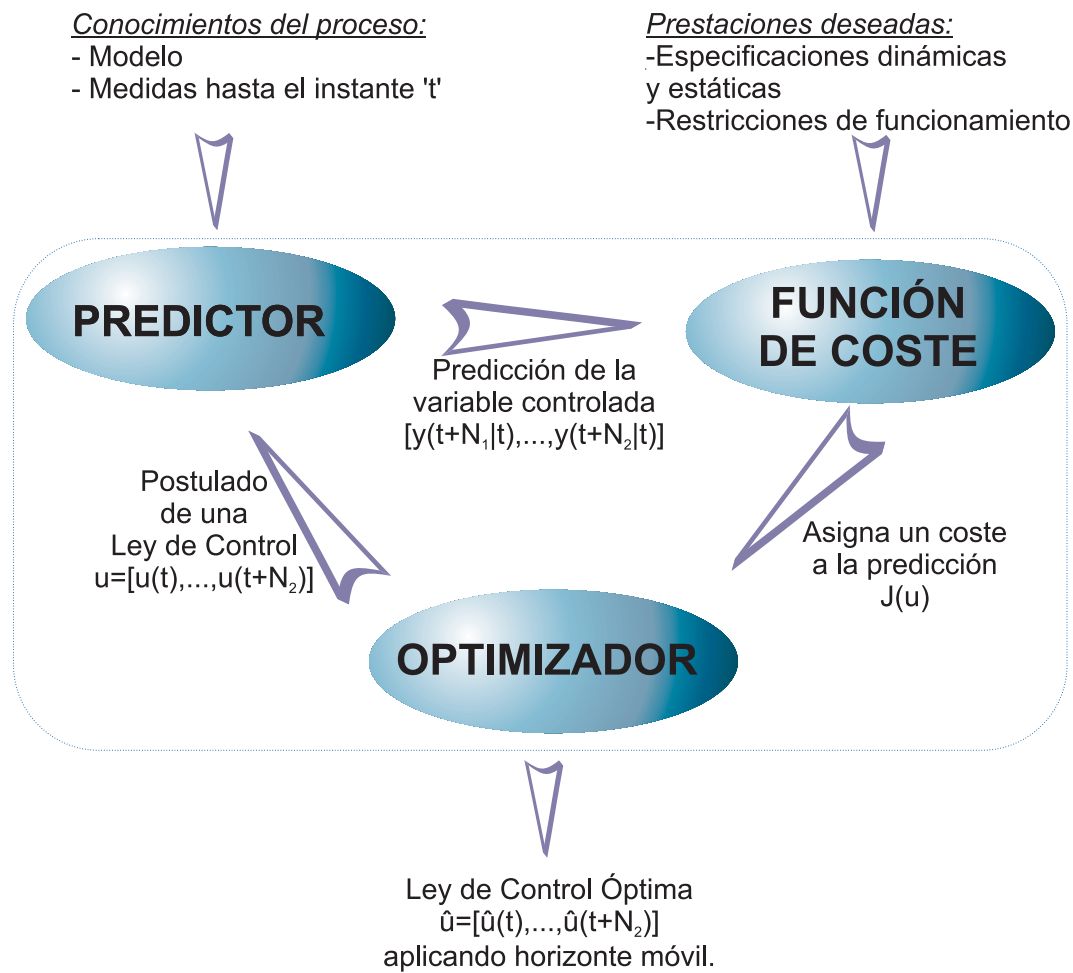 Conocimientos del proceso:
- Modelo
- Medidas hasta el instante 't'
Prestaciones deseadas:
-Especificaciones dinámicas
y estáticas
-Restricciones de funcionamiento
PREDICTOR
FUNCIÓN
DE COSTE
Predicción de la
variable controlada
[y(t+N₁|t),...,y(t+N₂|t)]
Postulado
de una
Ley de Control
u=[u(t),...,u(t+N₂)]
Asigna un coste
a la predicción
J(u)
OPTIMIZADOR
Ley de Control Óptima
û=[û(t),...,û(t+N₂)]
aplicando horizonte móvil.